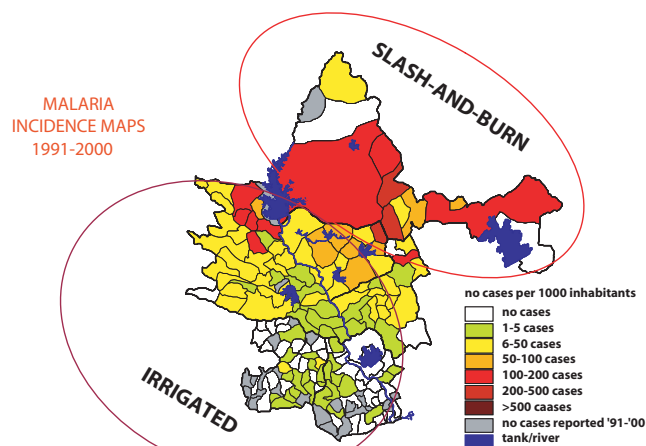 MALARIA
INCIDENCE MAPS
1991-2000
SLASH-AND-BURN
IRRIGATED
no cases per 1000 inhabitants
no cases
1-5 cases
6-50 cases
50-100 cases
100-200 cases
200-500 cases
>500 caases
no cases reported '91-'00
tank/river